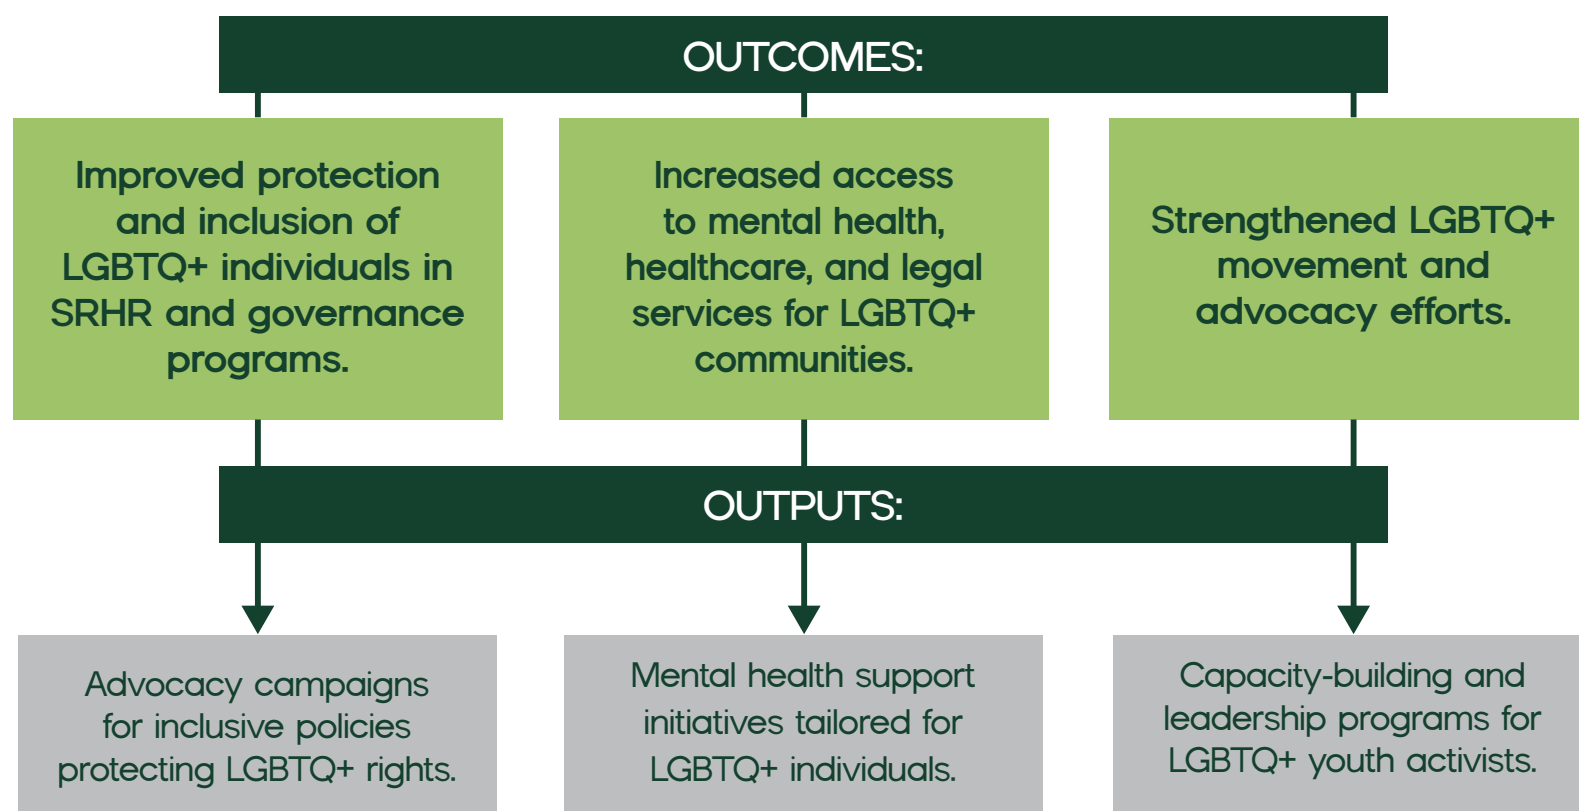 OUTCOMES:
Improved protection
and inclusion of
LGBTQ+ individuals in
SRHR and governance
programs.
Increased access
to mental health,
healthcare, and legal
services for LGBTQ+
communities.
Strengthened LGBTQ+
movement and
advocacy efforts.
OUTPUTS:
Advocacy campaigns
for inclusive policies
protecting LGBTQ+ rights.
Mental health support
initiatives tailored for
LGBTQ+ individuals.
Capacity-building and
leadership programs for
LGBTQ+ youth activists.